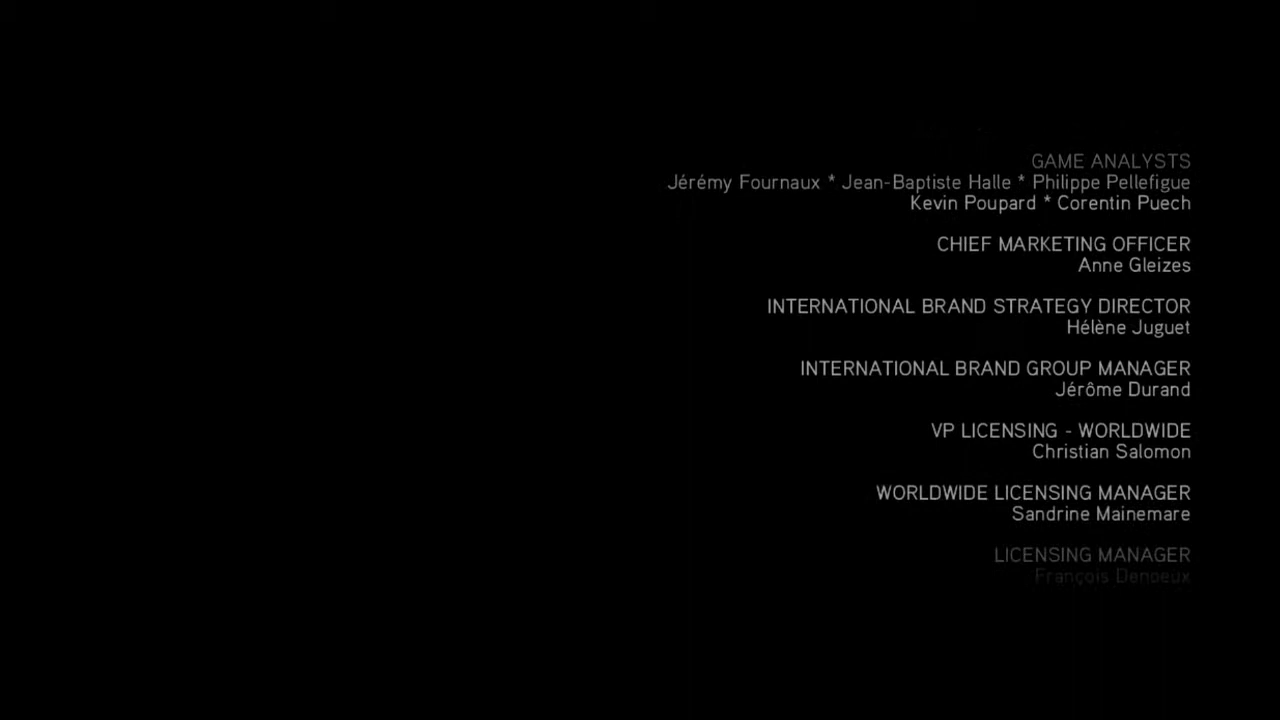 GAME ANALYSTS
Jérémy Fournaux * Jean-Baptiste Halle * Philippe Pellefigue
Kevin Poupard * Corentin Puech
CHIEF MARKETING OFFICER
Anne Gleizes
INTERNATIONAL BRAND STRATEGY DIRECTOR
Hélène Juguet
INTERNATIONAL BRAND GROUP MANAGER
Jérôme Durand
VP LICENSING - WORLDWIDE
Christian Salomon
WORLDWIDE LICENSING MANAGER
Sandrine Mainemare
LICENSING MANAGER
François Denoeux